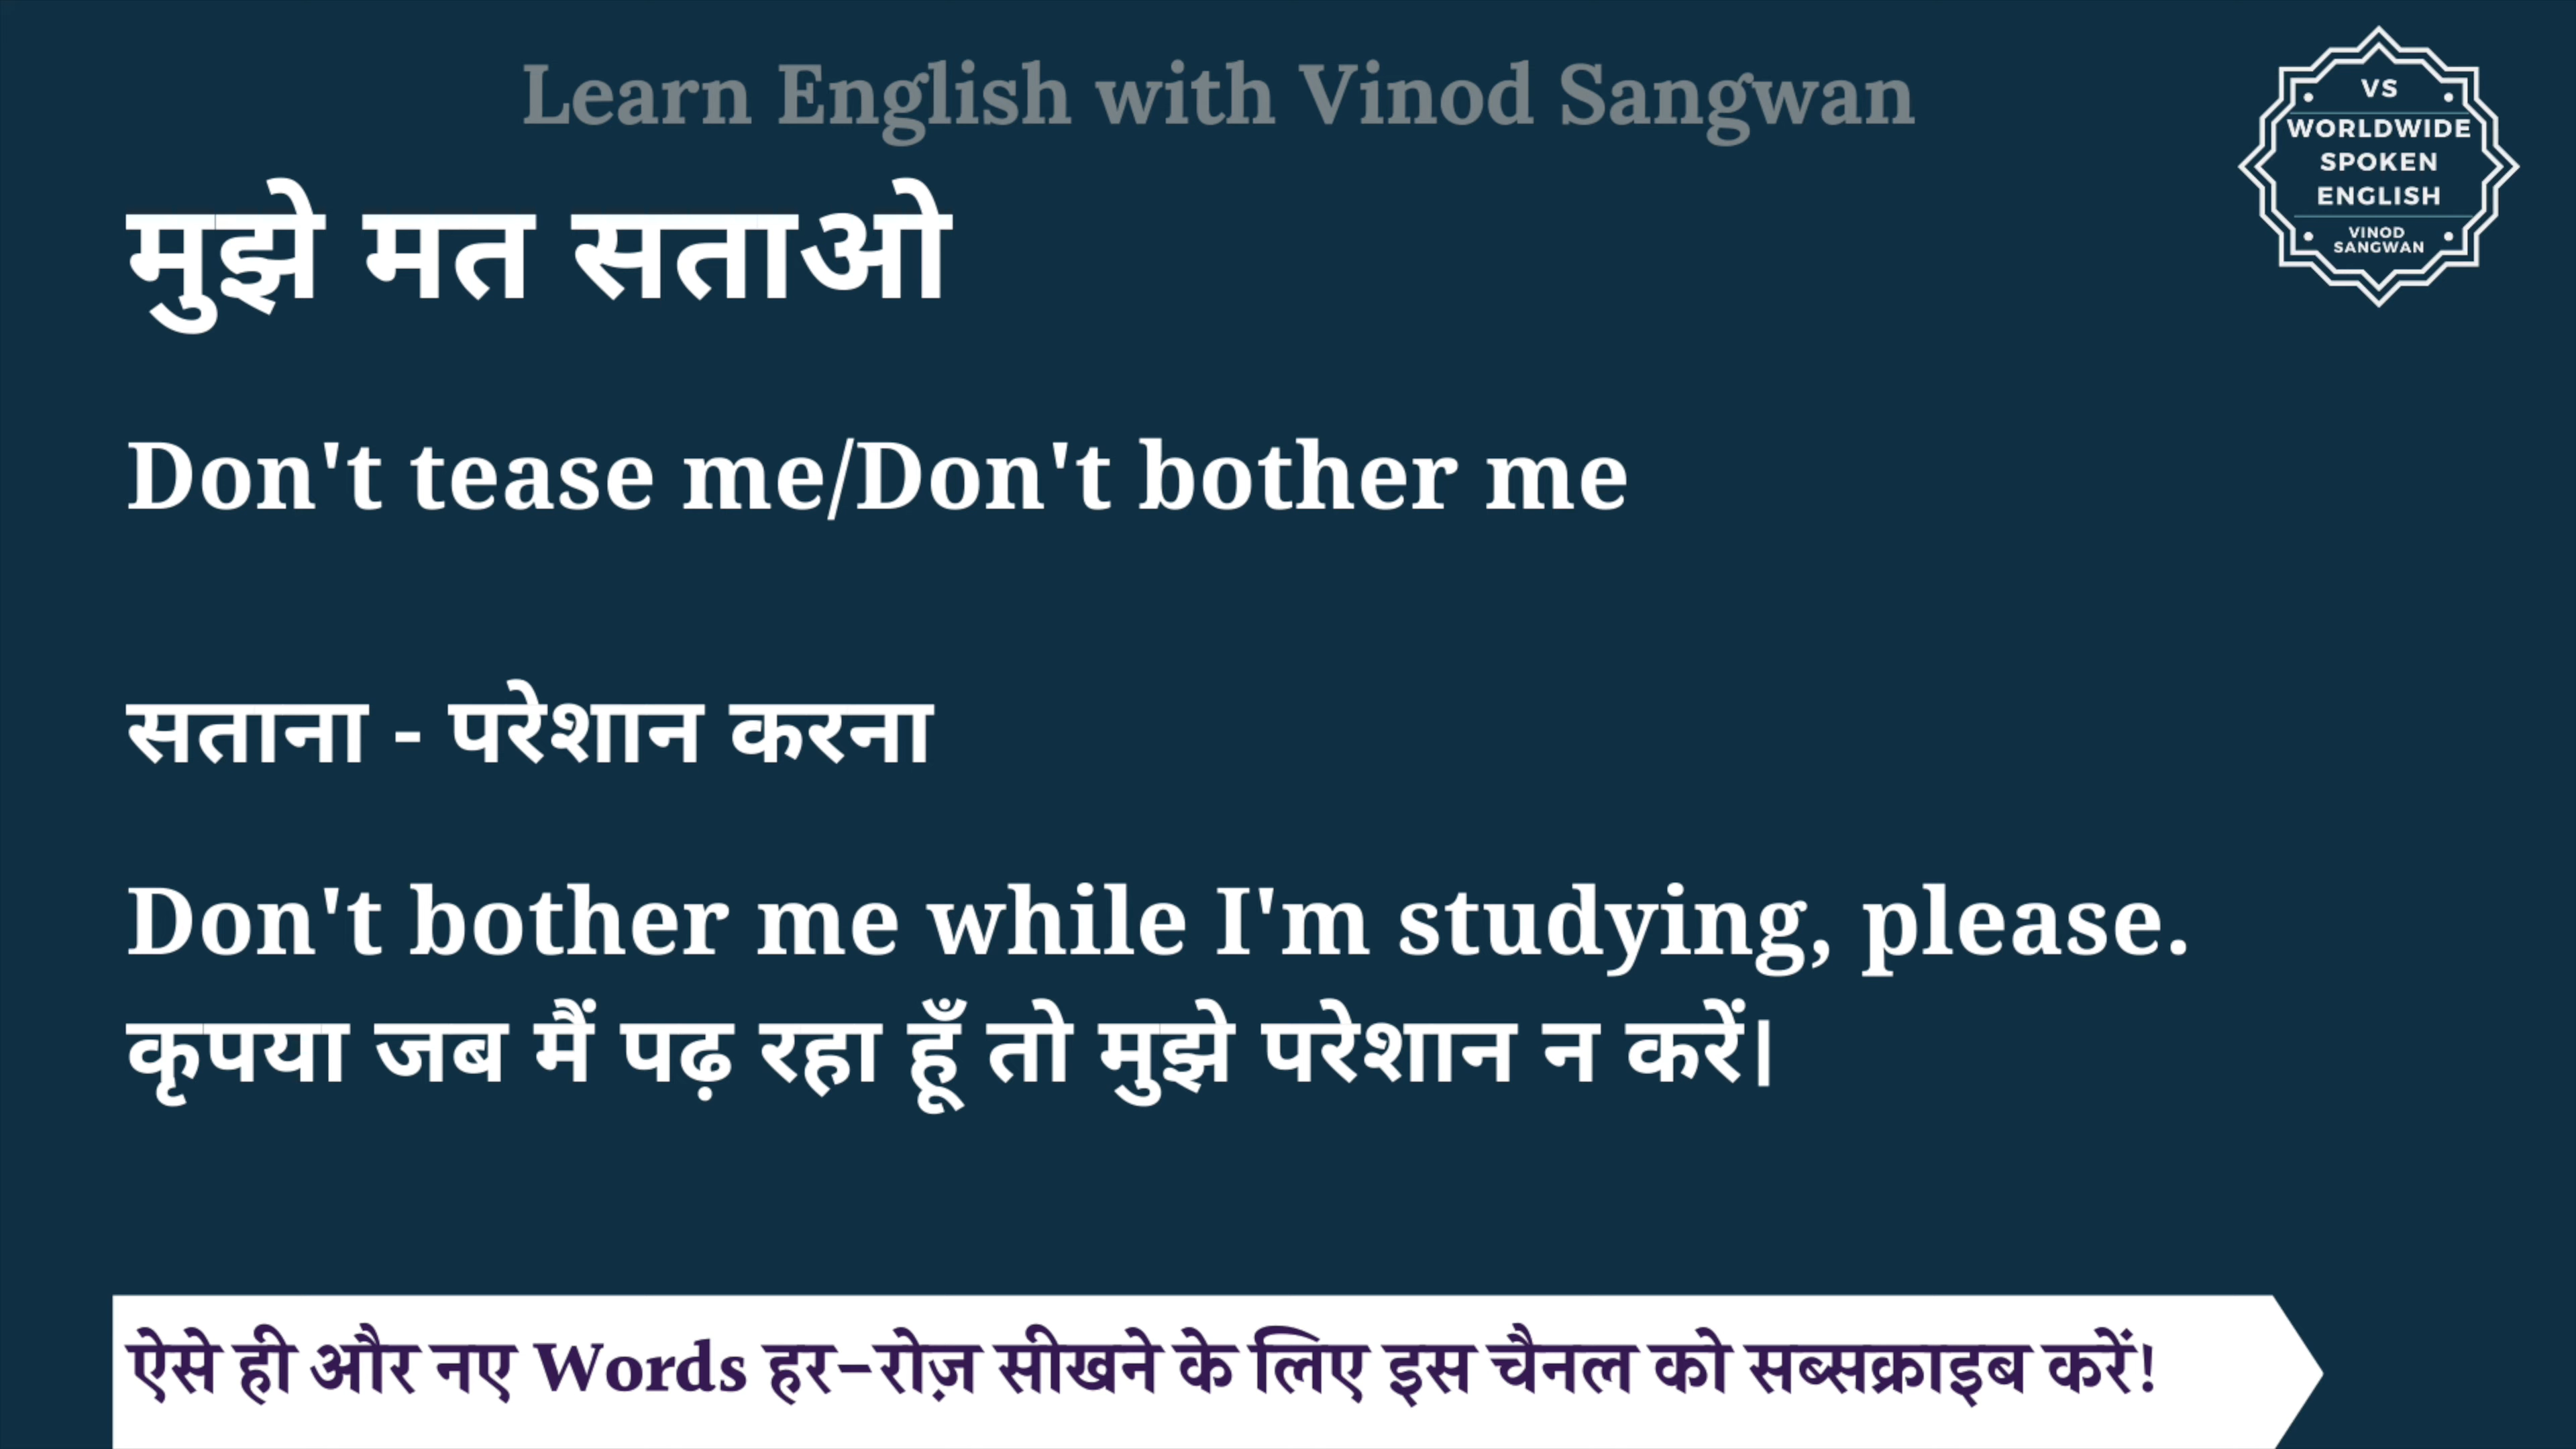 Learn English with Vinod Sangwan
VS
WORLDWIDE
SPOKEN
ENGLISH
VINOD
SANGWAN
मुझे मत सताओ
Don't tease me/Don't bother me
सताना - परेशान करना
Don't bother me while I'm studying, please.
कृपया जब मैं पढ़ रहा हूँ तो मुझे परेशान न करें।
ऐसे ही और नए Words हर-रोज़ सीखने के लिए इस चैनल को सब्सक्राइब करें!